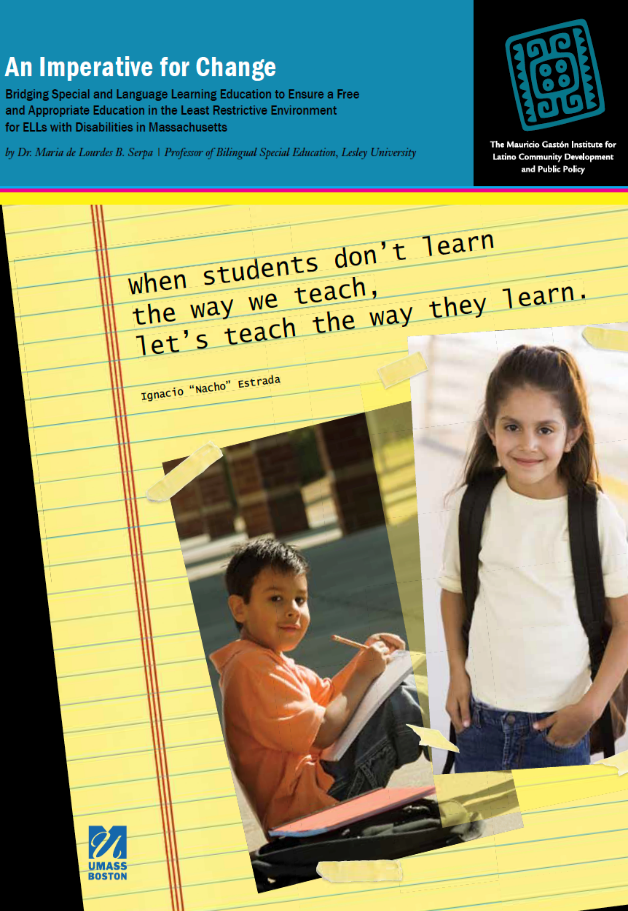 An Imperative for Change
Bridging Special and Language Learning Education to Ensure a Free
and Appropriate Education in the Least Restrictive Environment
for ELLs with Disabilities in Massachusetts
by Dr. Maria de Lourdes B. Serpa | Professor of Bilingual Special Education, Lesley University
The Mauricio Gastón Institute for
Latino Community Development
and Public Policy
When students don't learn
the way we teach,
let's teach the way they learn.
Ignacio "Nacho" Estrada
UMASS
BOSTON